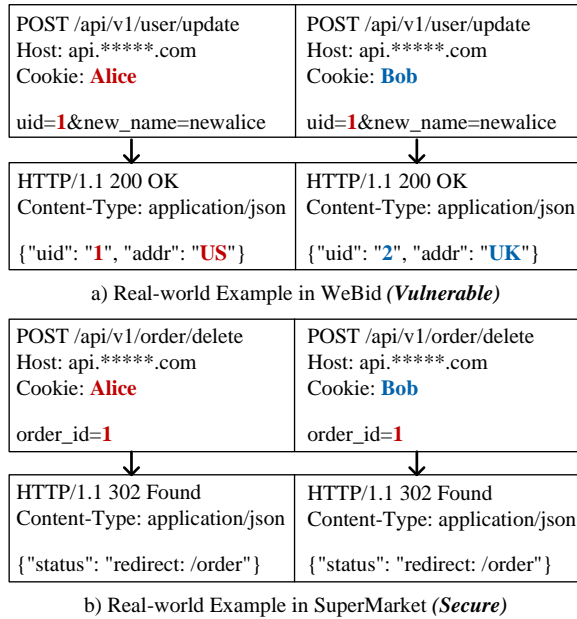 POST /api/v1/user/update
Host: api.*****.com
Cookie: Alice
uid=1&new_name=newalice
POST /api/v1/user/update
Host: api.*****.com
Cookie: Bob
uid=1&new_name=newalice
HTTP/1.1 200 OK
Content-Type: application/json
{"uid": "1", "addr": "US"}
HTTP/1.1 200 OK
Content-Type: application/json
{"uid": "2", "addr": "UK"}
a) Real-world Example in WeBid (Vulnerable)
POST /api/v1/order/delete
Host: api.*****.com
Cookie: Alice
order_id=1
POST /api/v1/order/delete
Host: api.*****.com
Cookie: Bob
order_id=1
HTTP/1.1 302 Found
Content-Type: application/json
{"status": "redirect: /order"}
HTTP/1.1 302 Found
Content-Type: application/json
{"status": "redirect: /order"}
b) Real-world Example in SuperMarket (Secure)